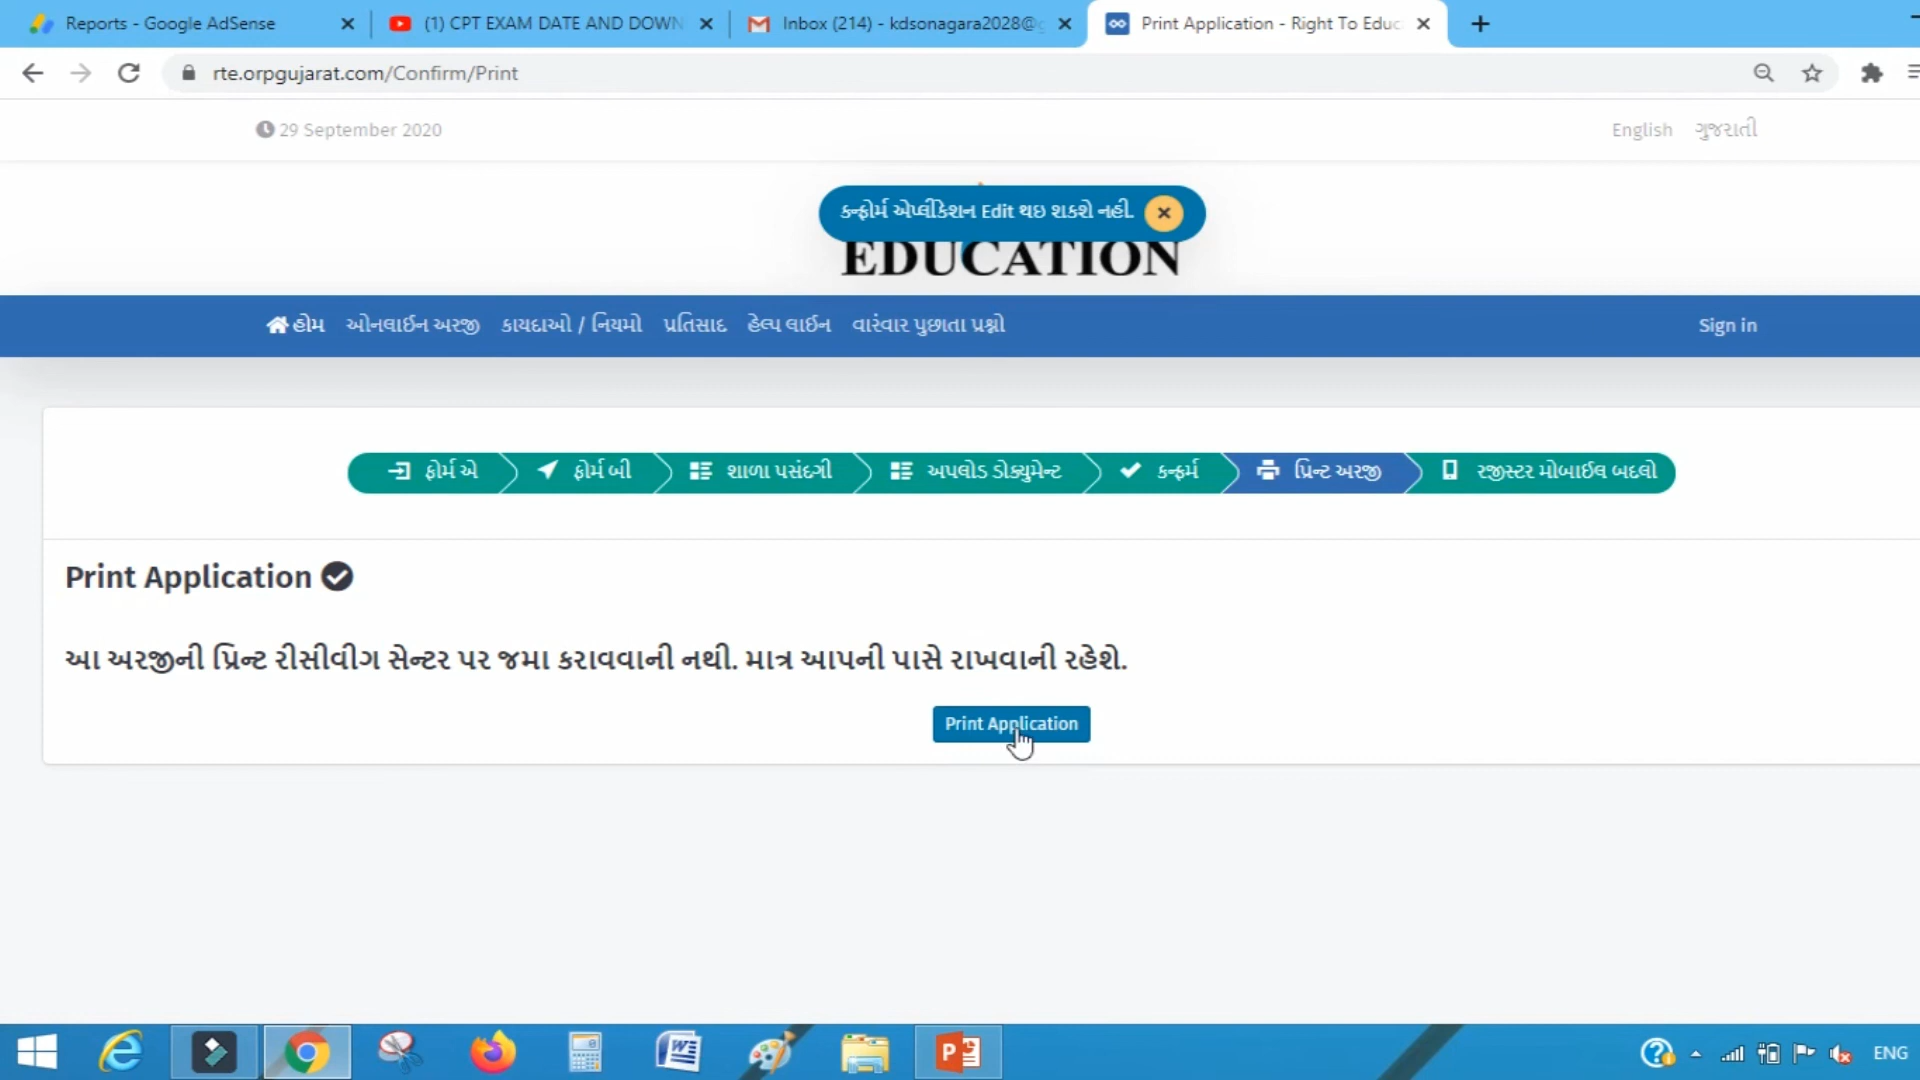 Reports - Google AdSense
(1) CPT EXAM DATE AND DOWN
Inbox (214) - kdsonagara2028@
Print Application - Right To Educ
rte.orpgujarat.com/Confirm/Print
29 September 2020
English ગુજરાતી
કન્ફોર્મ એપ્લીકેશન Edit થઇ શકશે નહી.
EDUCATION
હોમ ઓનલાઈન અરજી કાયદાઓ / નિયમો પ્રતિસાદ હેલ્પ લાઈન વારંવાર પુછાતા પ્રશ્નો Sign in
ફોર્મ એ ફોર્મ બી શાળા પસંદગી અપલોડ ડોક્યુમેન્ટ કન્ફર્મ પ્રિન્ટ અરજી રજીસ્ટર મોબાઈલ બદલો
Print Application
આ અરજીની પ્રિન્ટ રીસીવીગ સેન્ટર પર જમા કરાવવાની નથી. માત્ર આપની પાસે રાખવાની રહેશે.
Print Application
ENG